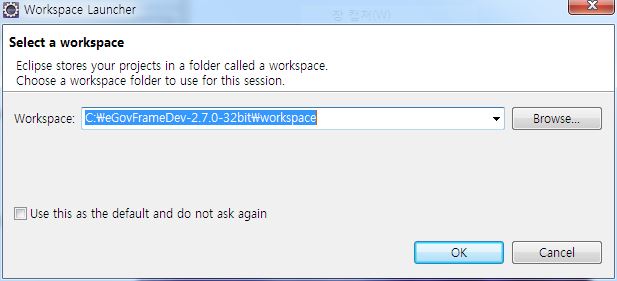 Workspace Launcher
장 캡처(W)
Select a workspace
Eclipse stores your projects in a folder called a workspace.
Choose a workspace folder to use for this session.
Workspace: C:₩eGovFrameDev-2.7.0-32bit₩workspace Browse...
Use this as the default and do not ask again
OK Cancel